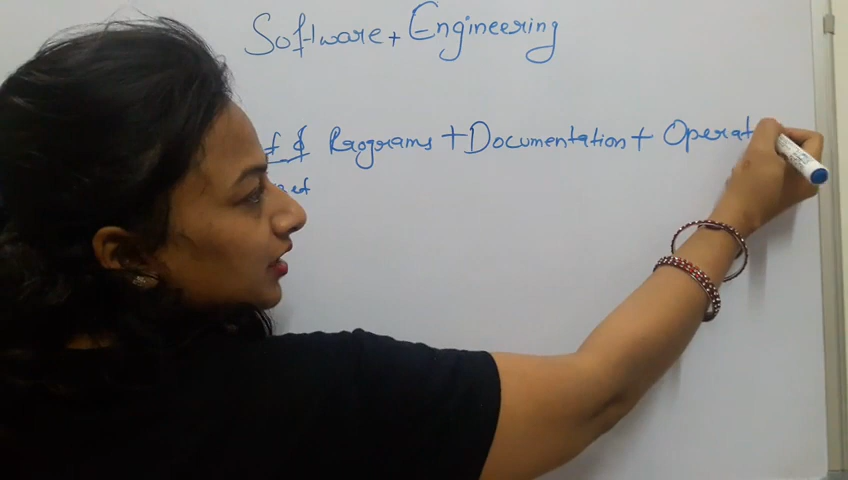 Software + Engineering
Programs + Documentation + Operat